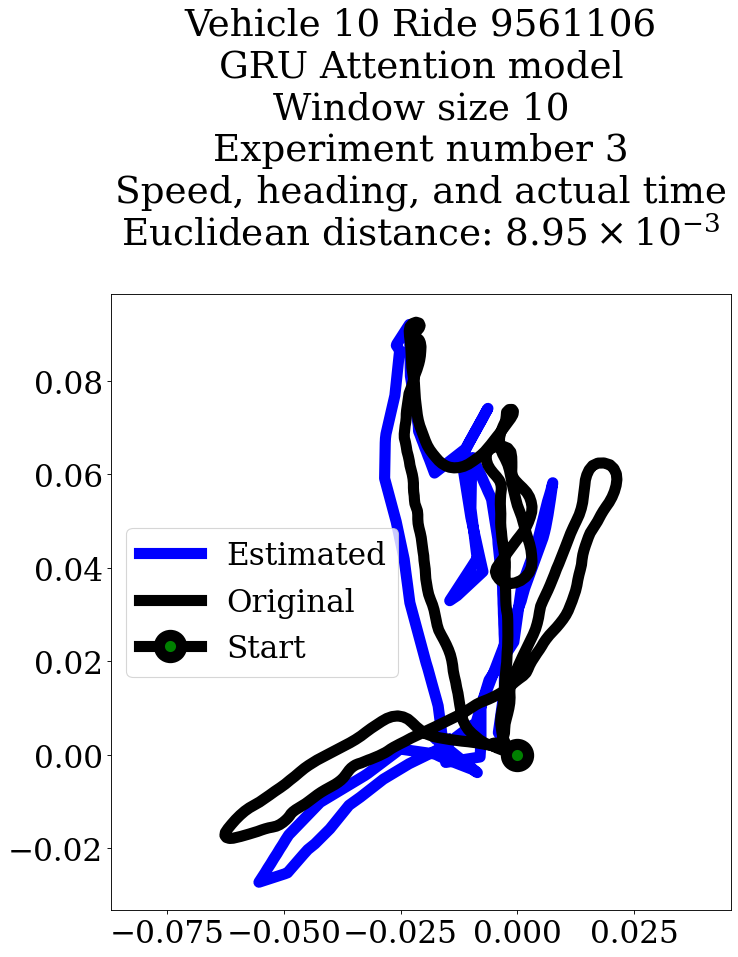 Vehicle 10 Ride 9561106
GRU Attention model
Window size 10
Experiment number 3
Speed, heading, and actual time
Euclidean distance: 8.95 × 10⁻³
0.08
0.06
0.04
0.02
0.00
−0.02
Estimated
Original
Start
−0.075 −0.050 −0.025 0.000 0.025